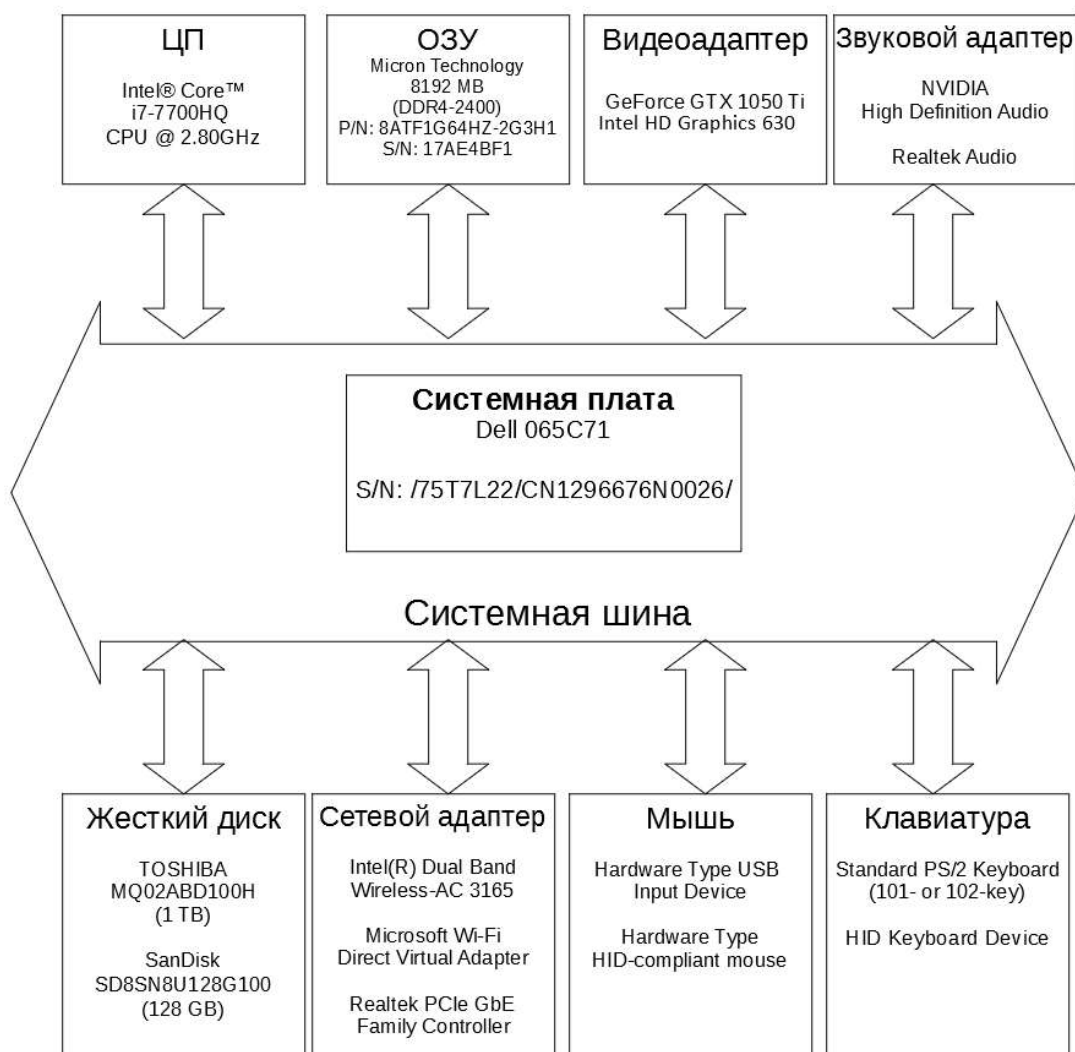 ЦП
Intel® Core™
i7-7700HQ
CPU @ 2.80GHz
ОЗУ
Micron Technology
8192 MB
(DDR4-2400)
P/N: 8ATF1G64HZ-2G3H1
S/N: 17AE4BF1
Видеоадаптер
GeForce GTX 1050 Ti
Intel HD Graphics 630
Звуковой адаптер
NVIDIA
High Definition Audio
Realtek Audio
Системная плата
Dell 065C71
S/N: /75T7L22/CN1296676N0026/
Системная шина
Жесткий диск
TOSHIBA
MQ02ABD100H
(1 TB)
SanDisk
SD8SN8U128G100
(128 GB)
Сетевой адаптер
Intel(R) Dual Band
Wireless-AC 3165
Microsoft Wi-Fi
Direct Virtual Adapter
Realtek PCIe GbE
Family Controller
Мышь
Hardware Type USB
Input Device
Hardware Type
HID-compliant mouse
Клавиатура
Standard PS/2 Keyboard
(101- or 102-key)
HID Keyboard Device